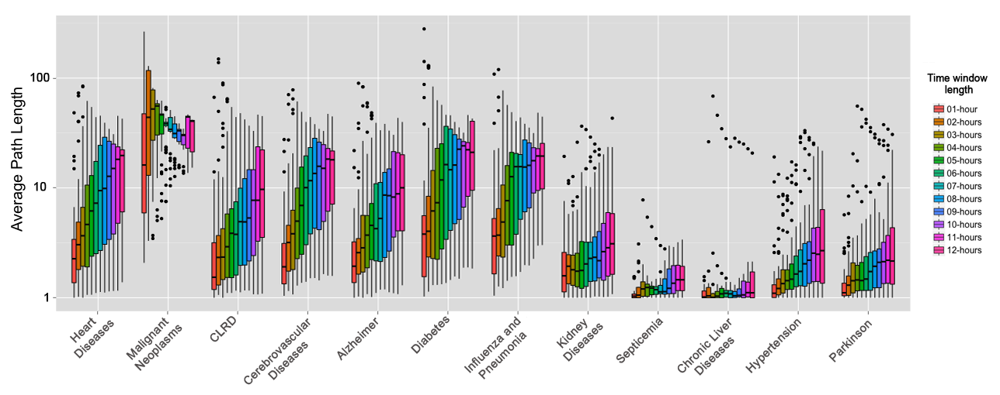 Average Path Length
100
10
1
Heart
Diseases
Malignant
Neoplasms
CLRD
Cerebrovascular
Diseases
Alzheimer
Diabetes
Influenza and
Pneumonia
Kidney
Diseases
Septicemia
Chronic Liver
Diseases
Hypertension
Parkinson
Time window
length
01-hour
02-hours
03-hours
04-hours
05-hours
06-hours
07-hours
08-hours
09-hours
10-hours
11-hours
12-hours